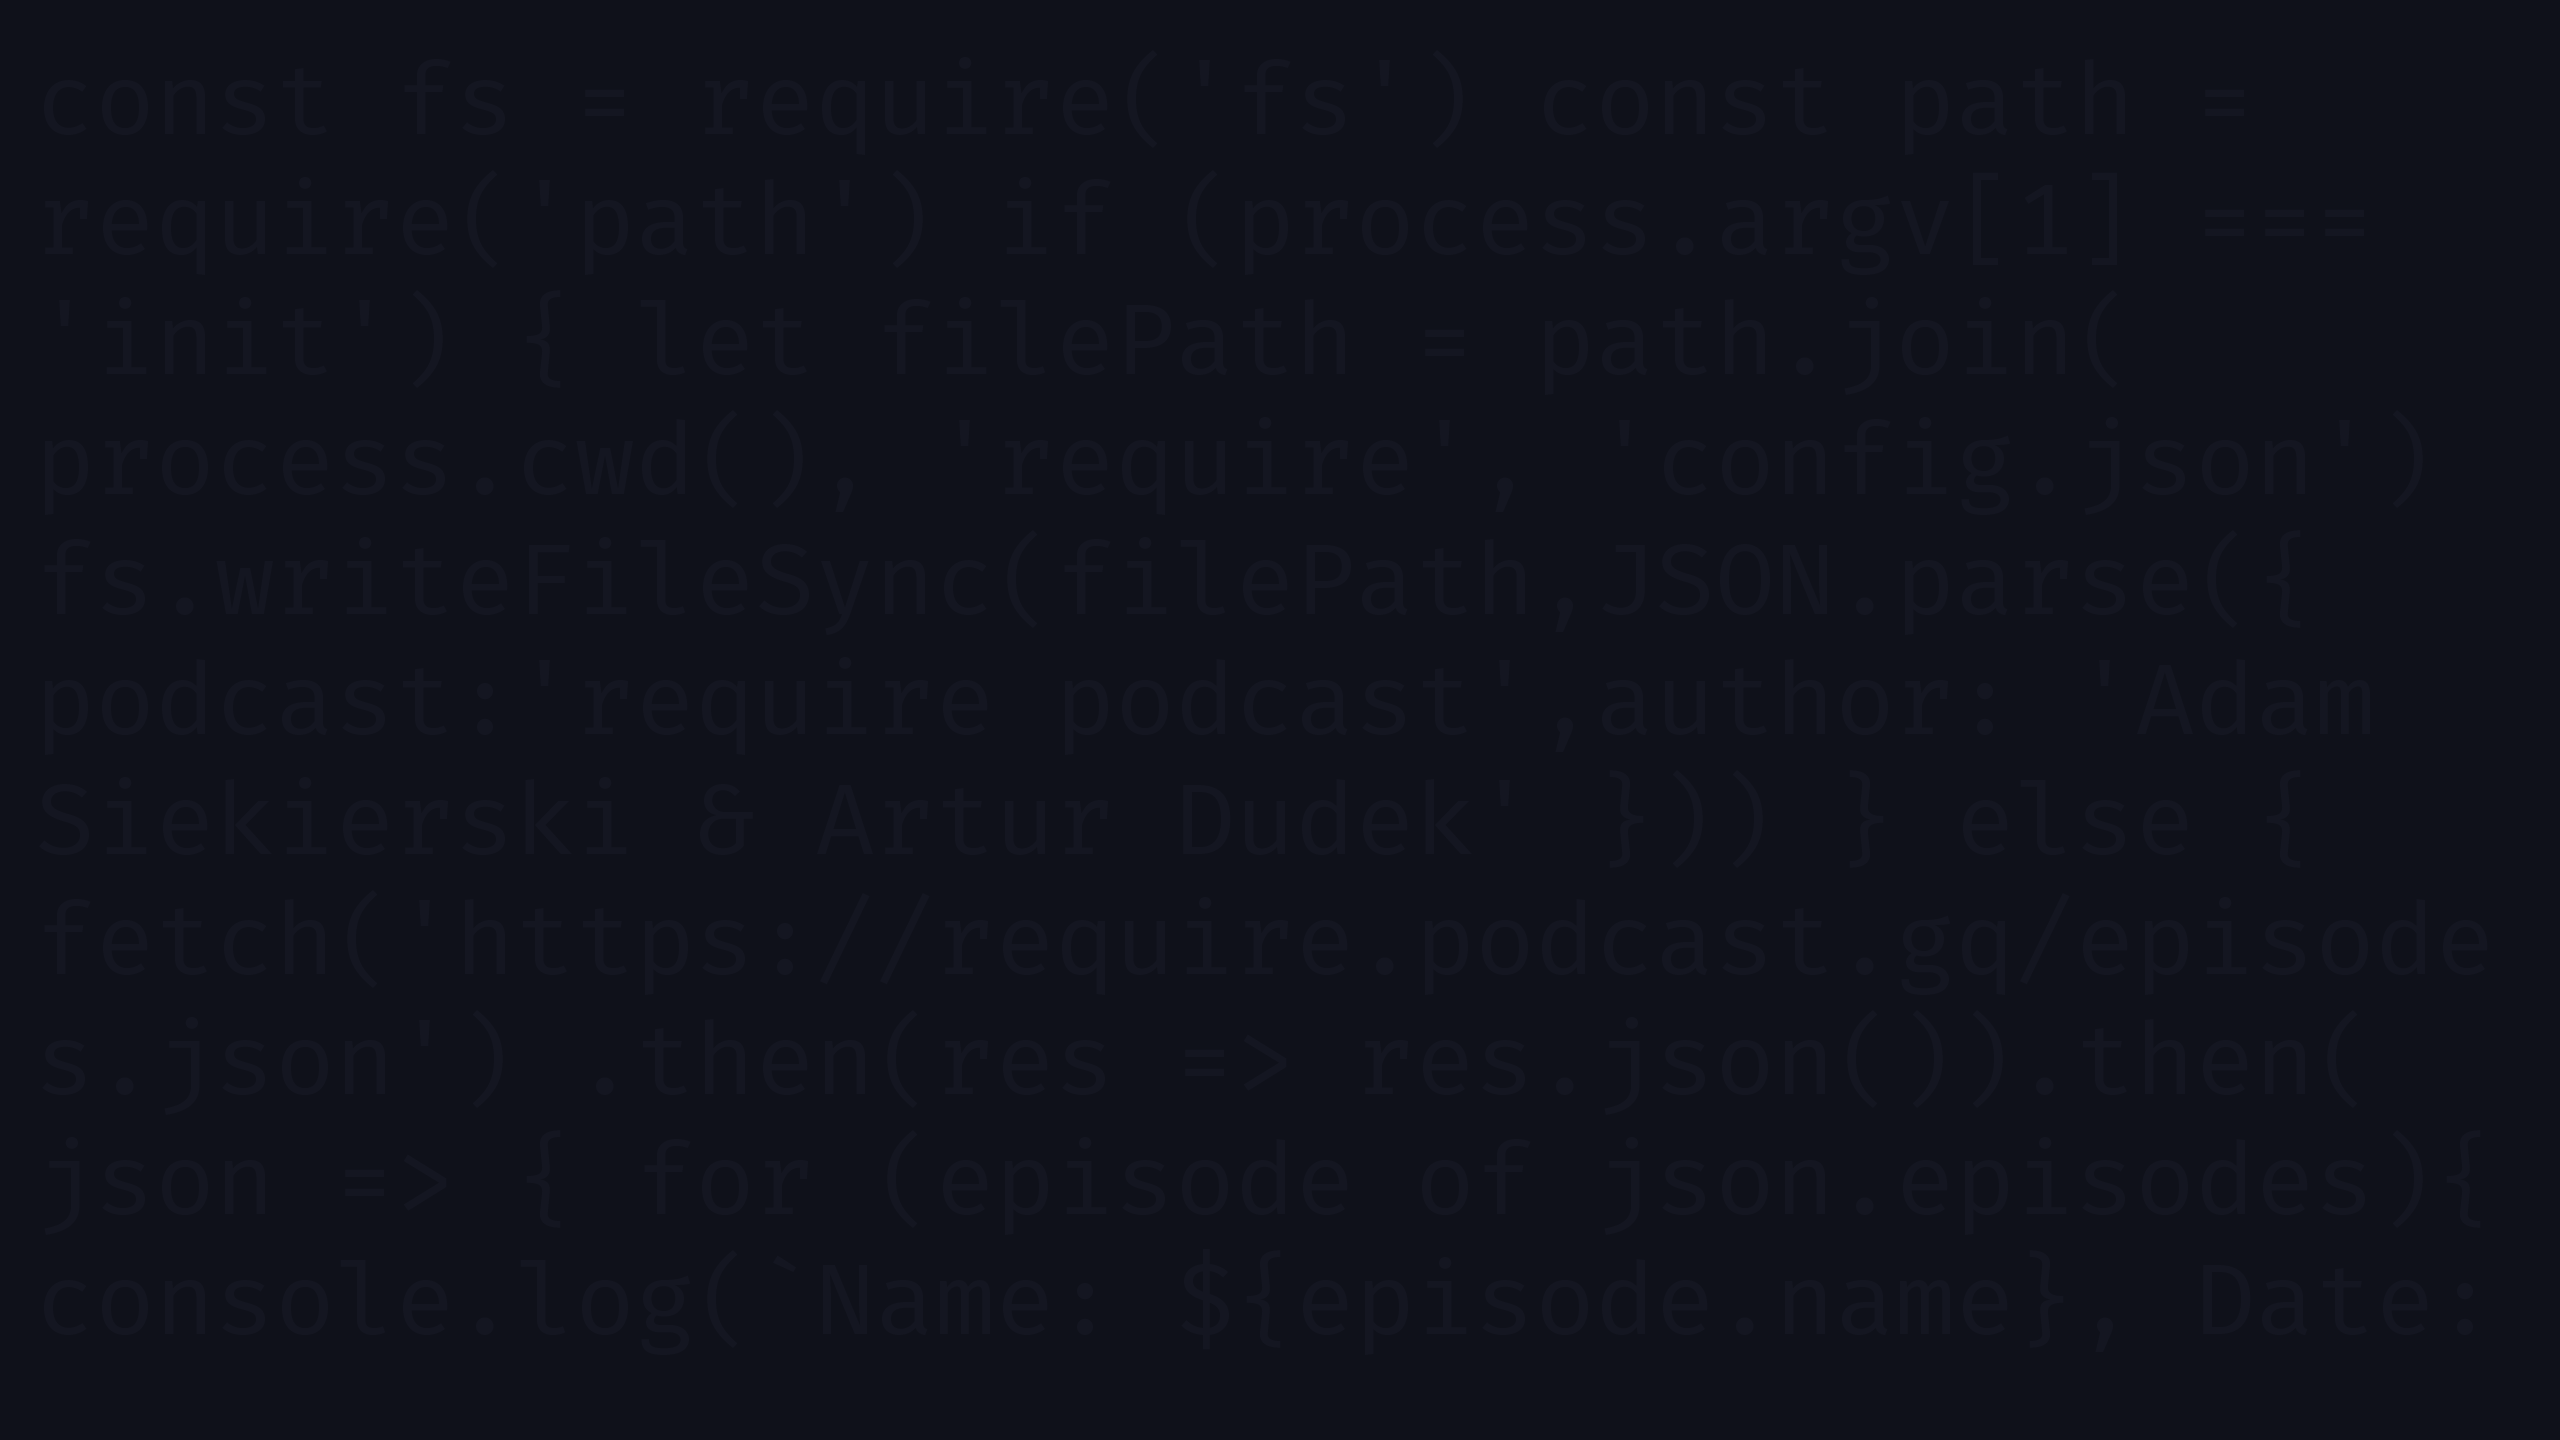 const fs = require('fs') const path =
require('path') if (process.argv[1] ===
'init') { let filePath = path.join(
process.cwd(), 'require', 'config.json')
fs.writeFileSync(filePath,JSON.parse({
podcast:'require podcast',author: 'Adam
Siekierski & Artur Dudek' })) } else {
fetch('https://require.podcast.gq/episode
s.json') .then(res => res.json()).then(
json => { for (episode of json.episodes){
console.log(`Name: ${episode.name}, Date: